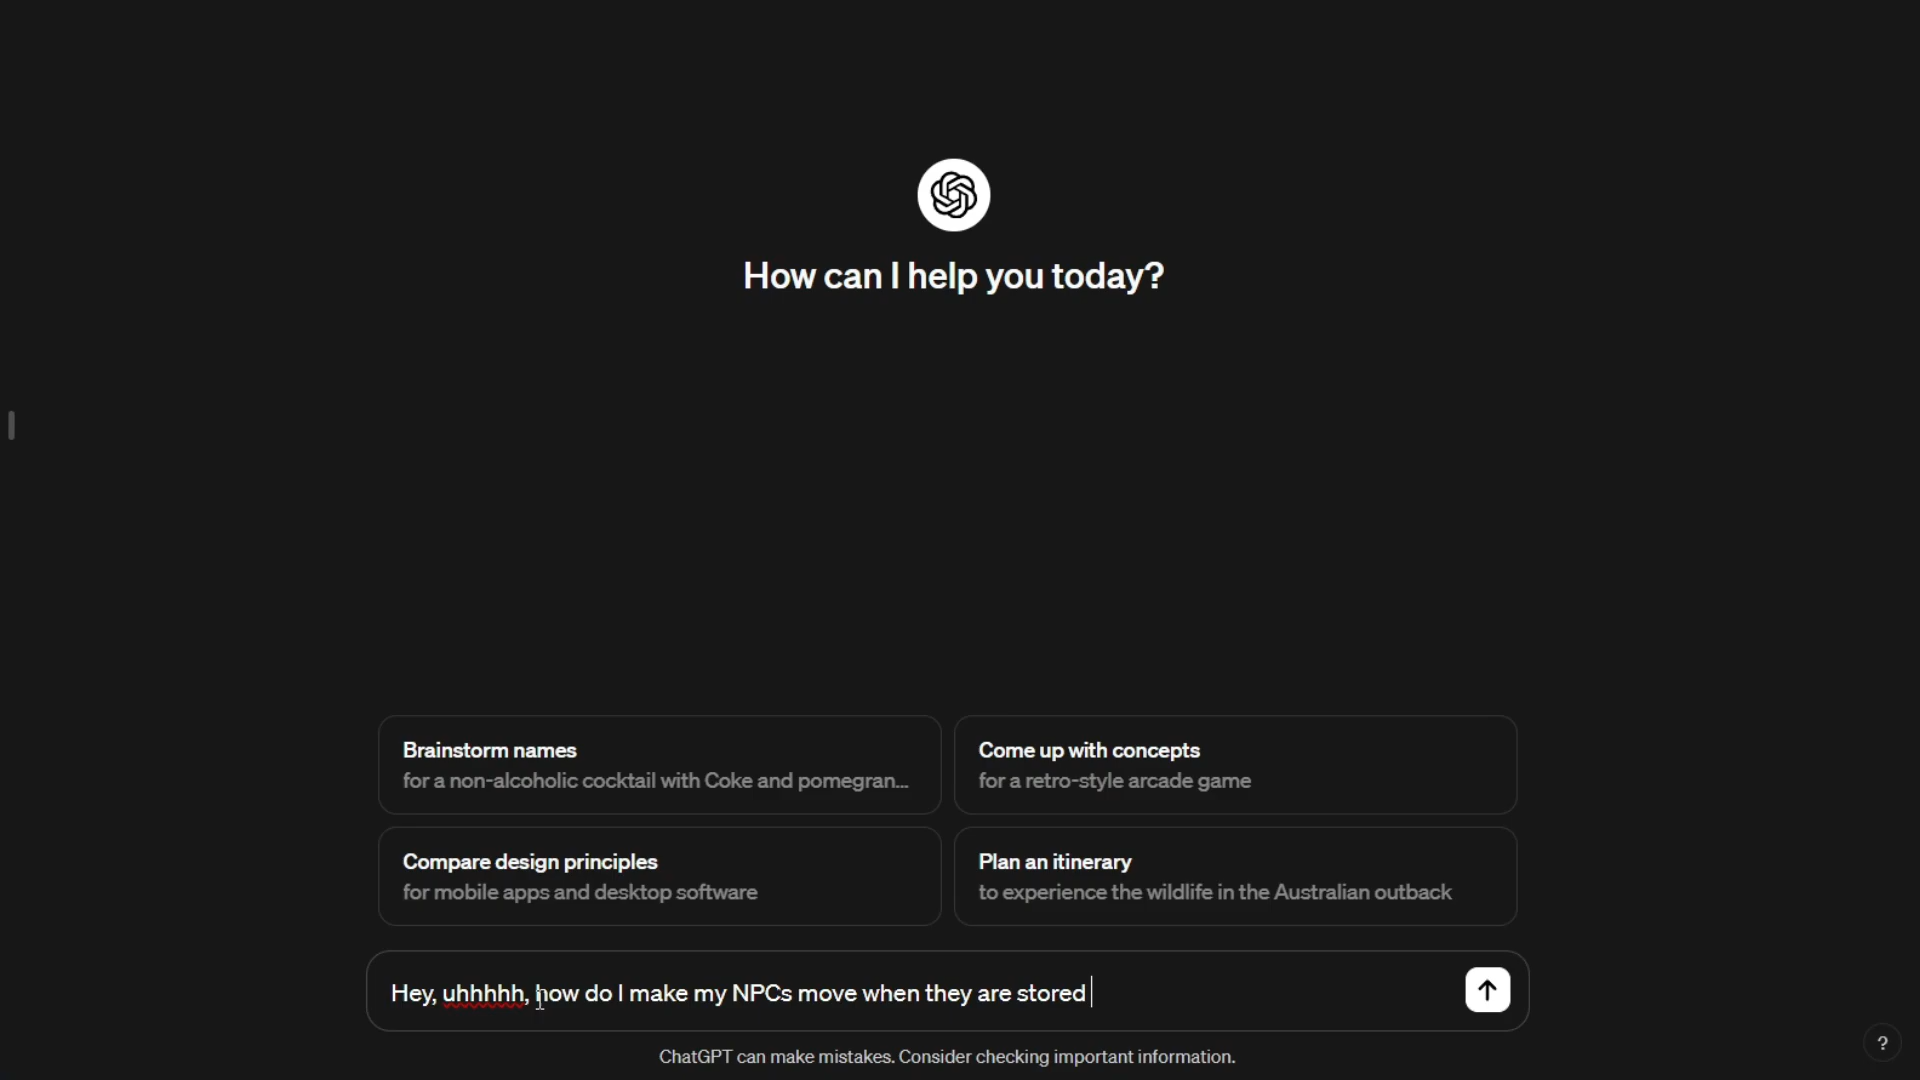 How can I help you today?
Brainstorm names
for a non-alcoholic cocktail with Coke and pomegran...
Come up with concepts
for a retro-style arcade game
Compare design principles
for mobile apps and desktop software
Plan an itinerary
to experience the wildlife in the Australian outback
Hey, uhhhhh, how do I make my NPCs move when they are stored
ChatGPT can make mistakes. Consider checking important information.
?